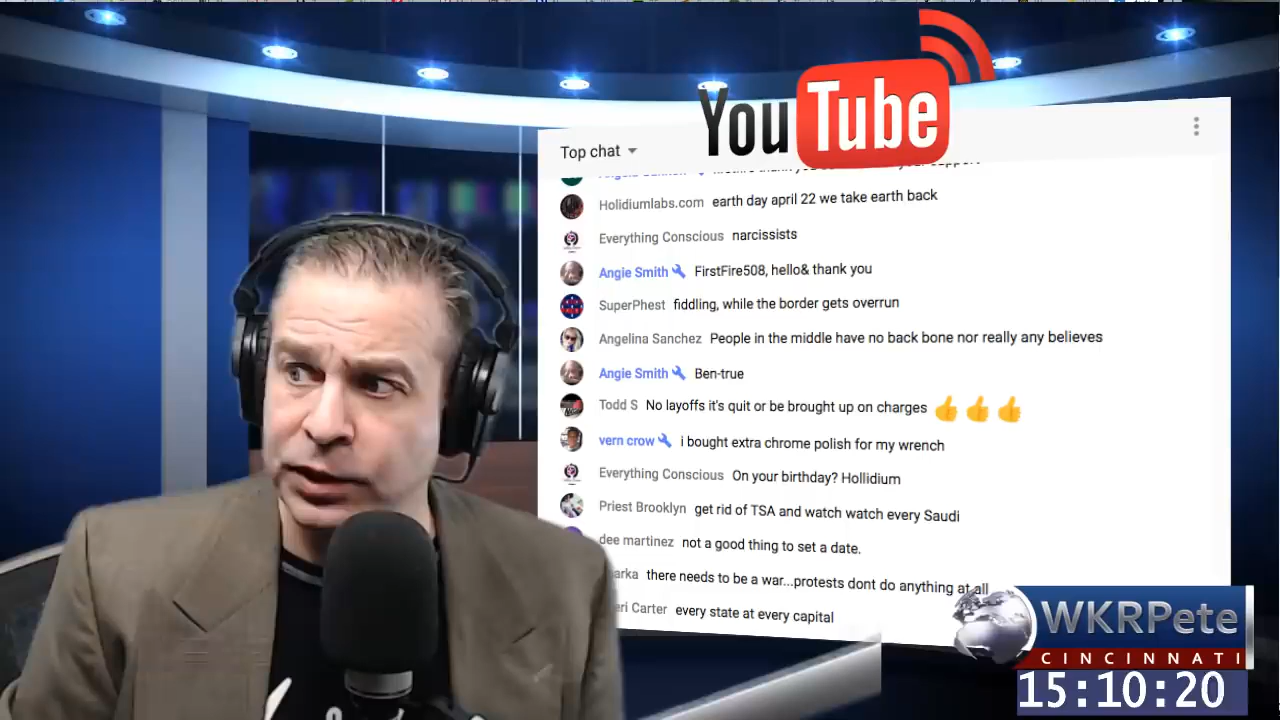 YouTube
Top chat
Holidiumlabs.com earth day april 22 we take earth back
Everything Conscious narcissists
Angie Smith FirstFire508, hello& thank you
SuperPhest fiddling, while the border gets overrun
Angelina Sanchez People in the middle have no back bone nor really any believes
Angie Smith Ben-true
Todd S No layoffs it's quit or be brought up on charges 👍👍👍
vern crow i bought extra chrome polish for my wrench
Everything Conscious On your birthday? Hollidium
Priest Brooklyn get rid of TSA and watch watch every Saudi
dee martinez not a good thing to set a date.
there needs to be a war...protests dont do anything at all
Carter every state at every capital
WKRPete
CINCINNATI
15:10:20